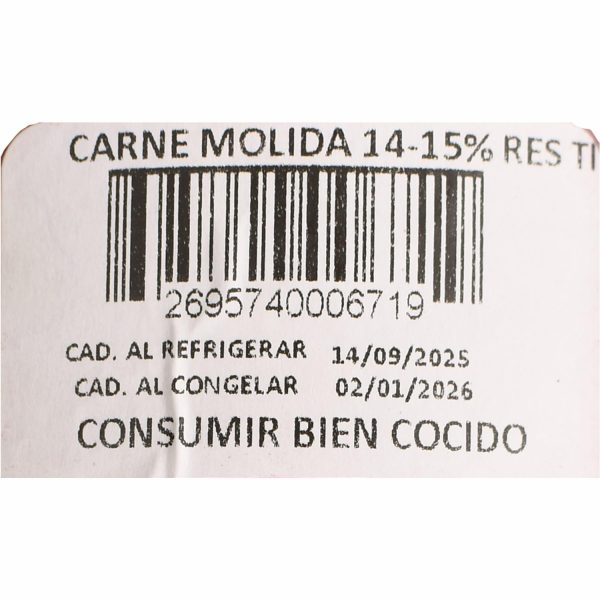 CARNE MOLIDA 14-15% RES
2695740006719
CAD. AL REFRIGERAR 14/09/2025
CAD. AL CONGELAR 02/01/2026
CONSUMIR BIEN COCIDO